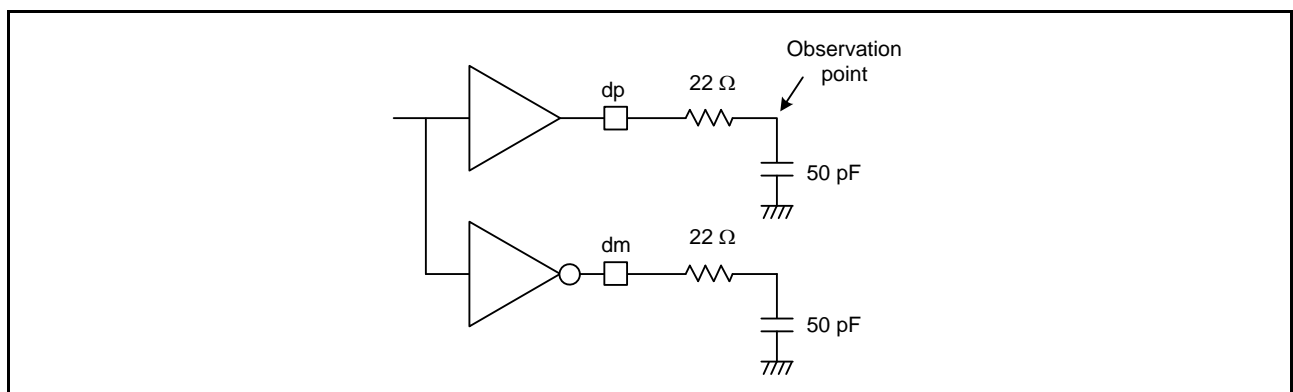 Observation
point
dp
22 Ω
50 pF
dm
22 Ω
50 pF